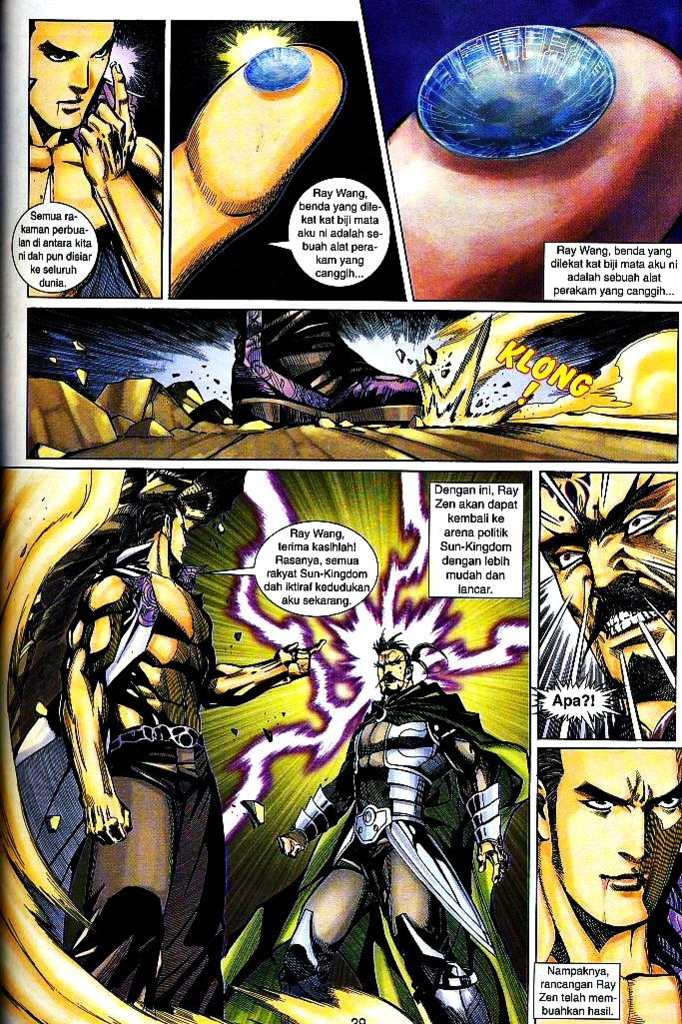 Semua ra-
kaman perbua-
lan di antara kita
ni dah pun disiar
ke seluruh
dunia.
Ray Wang,
benda yang dile-
kat kat biji mata
aku ni adalah se-
buah alat pera-
kam yang
canggih...
Ray Wang, benda yang
dilekat kat biji mata aku ni
adalah sebuah alat
perakam yang canggih...
KLONG
!
Ray Wang,
terima kasihlah!
Rasanya, semua
rakyat Sun-Kingdom
dah iktiraf kedudukan
aku sekarang.
Dengan ini, Ray
Zen akan dapat
kembali ke
arena politik
Sun-Kingdom
dengan lebih
mudah dan
lancar.
Apa?!
Nampaknya,
rancangan Ray
Zen telah mem-
buahkan hasil.